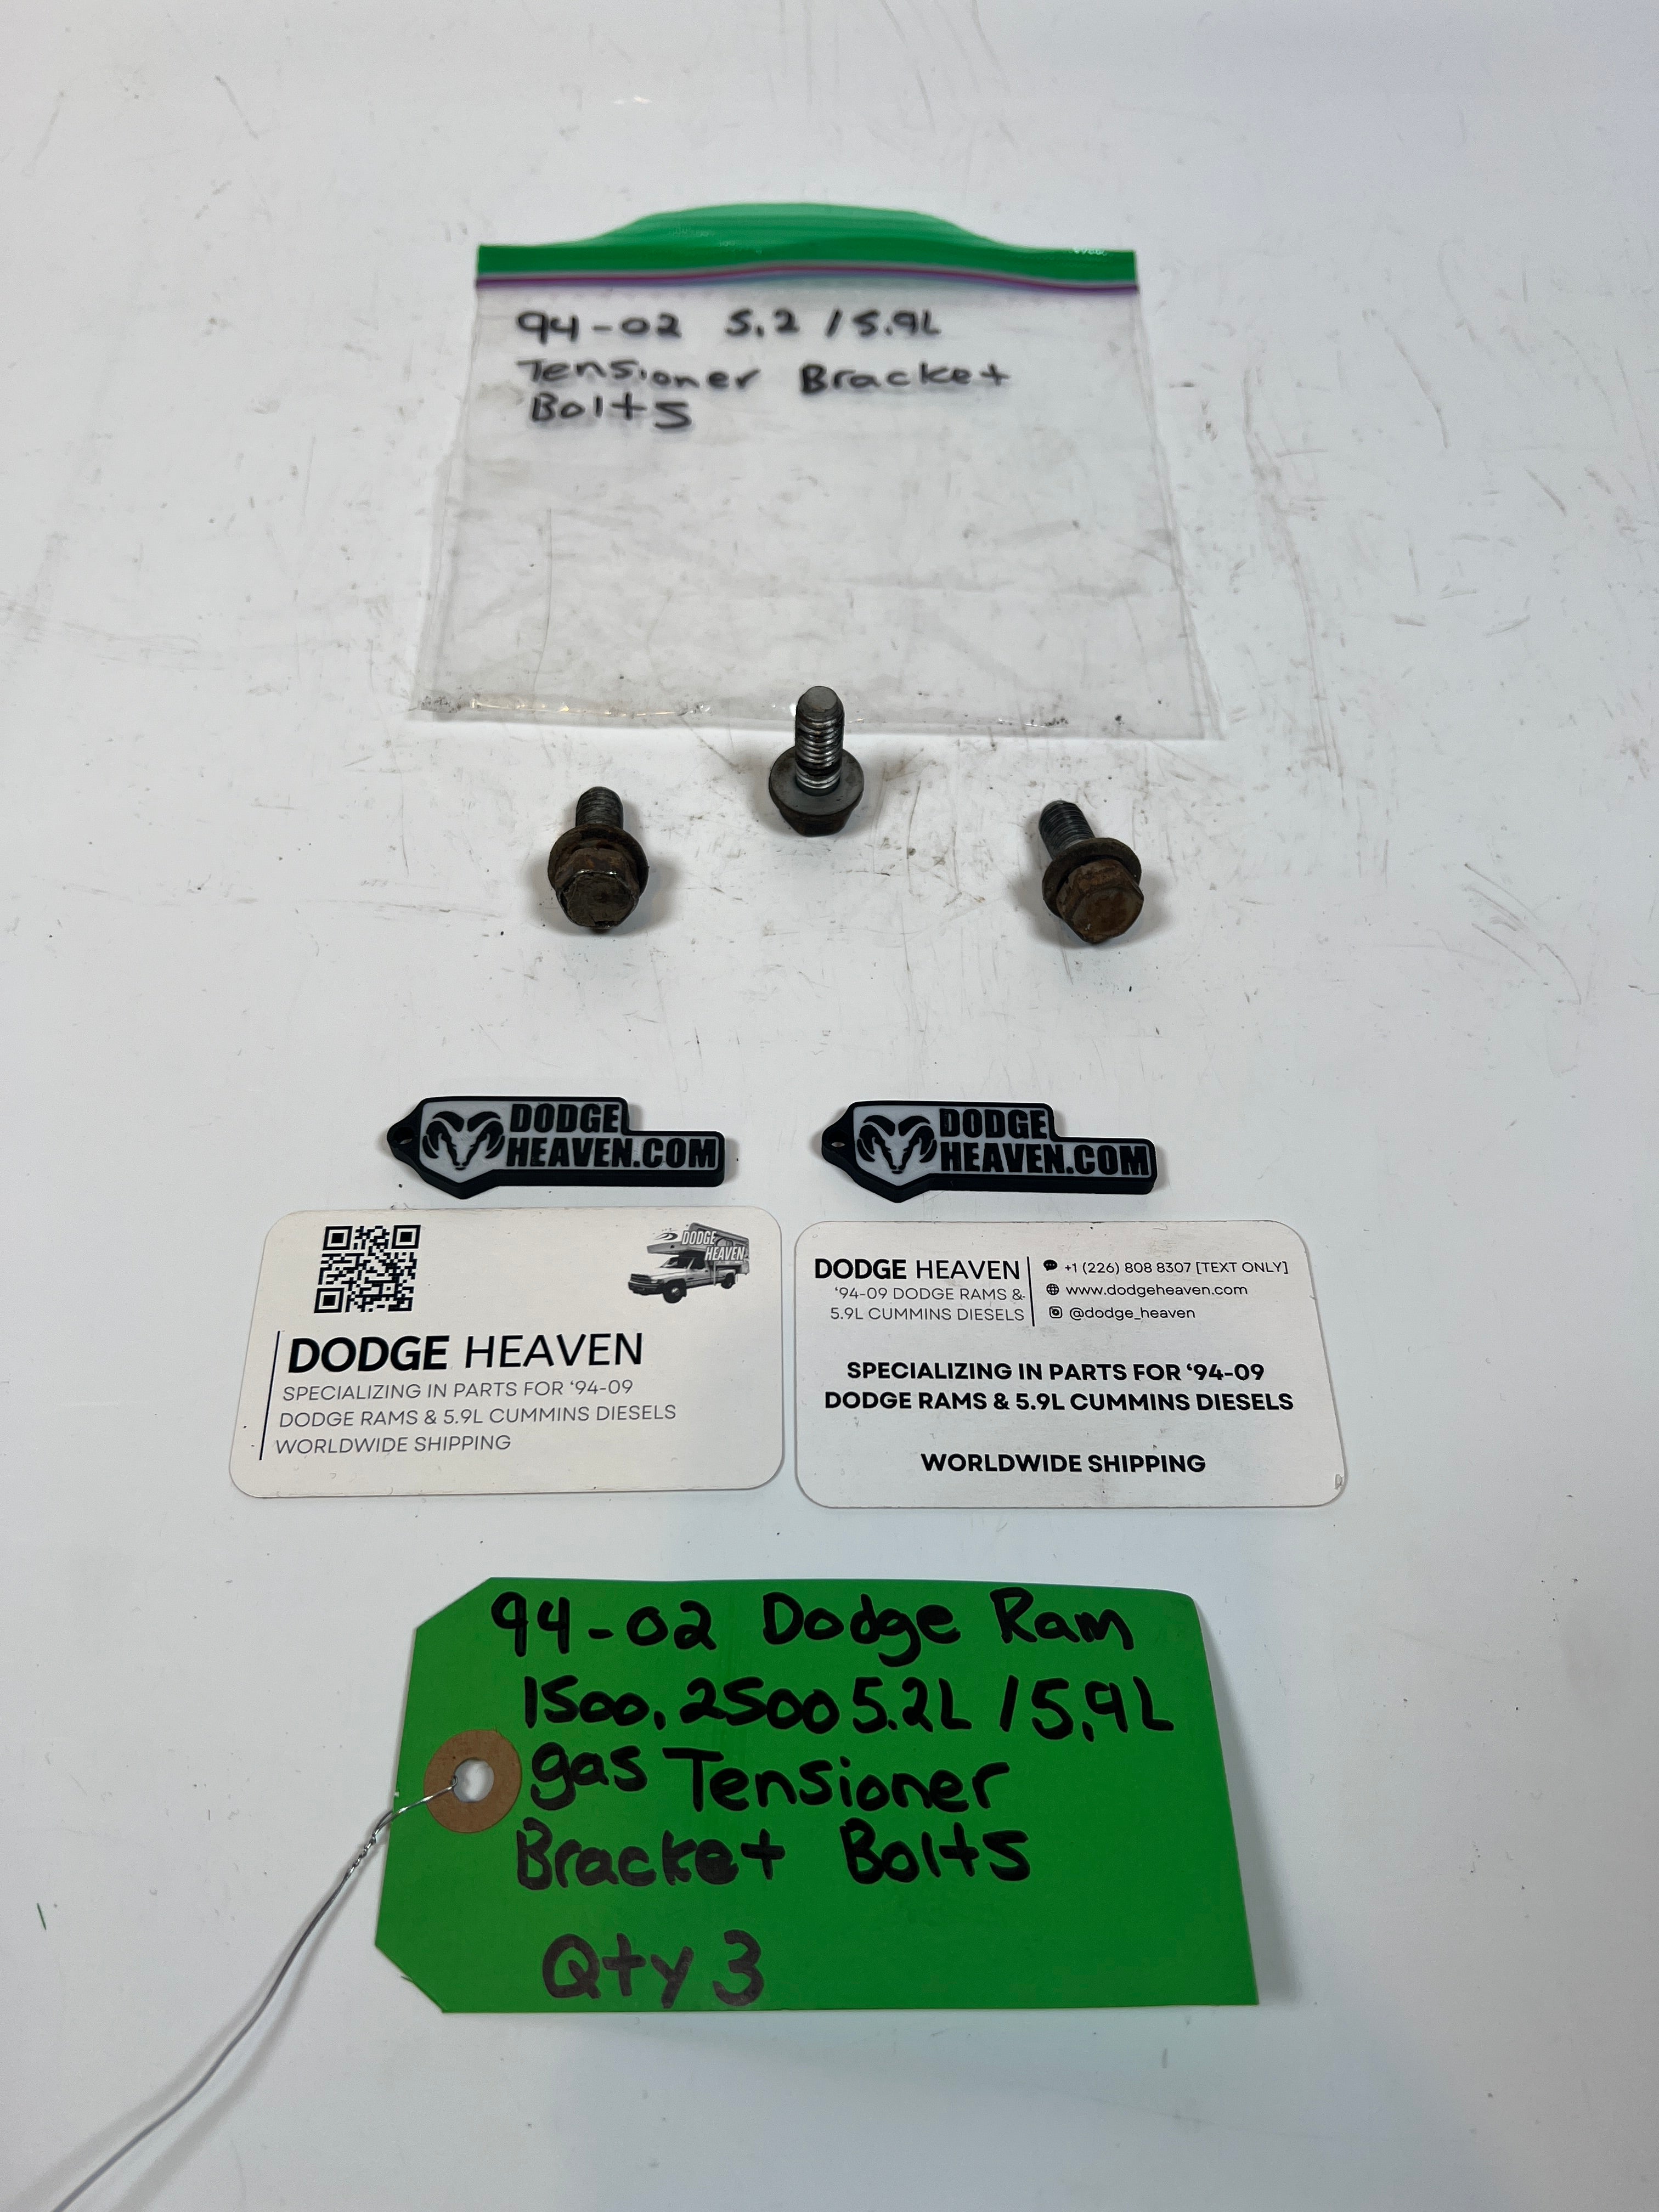 94-02 5.2 / 5.9L
Tensioner Bracket
Bolts
DODGE
HEAVEN.COM
DODGE
HEAVEN.COM
DODGE
HEAVEN
DODGE HEAVEN
SPECIALIZING IN PARTS FOR ‘94-09
DODGE RAMS & 5.9L CUMMINS DIESELS
WORLDWIDE SHIPPING
DODGE HEAVEN
‘94-09 DODGE RAMS &
5.9L CUMMINS DIESELS
+1 (226) 808 8307 [TEXT ONLY]
www.dodgeheaven.com
@dodge_heaven
SPECIALIZING IN PARTS FOR ‘94-09
DODGE RAMS & 5.9L CUMMINS DIESELS
WORLDWIDE SHIPPING
94-02 Dodge Ram
1500, 2500 5.2L / 5.9L
gas Tensioner
Bracket Bolts
Qty 3